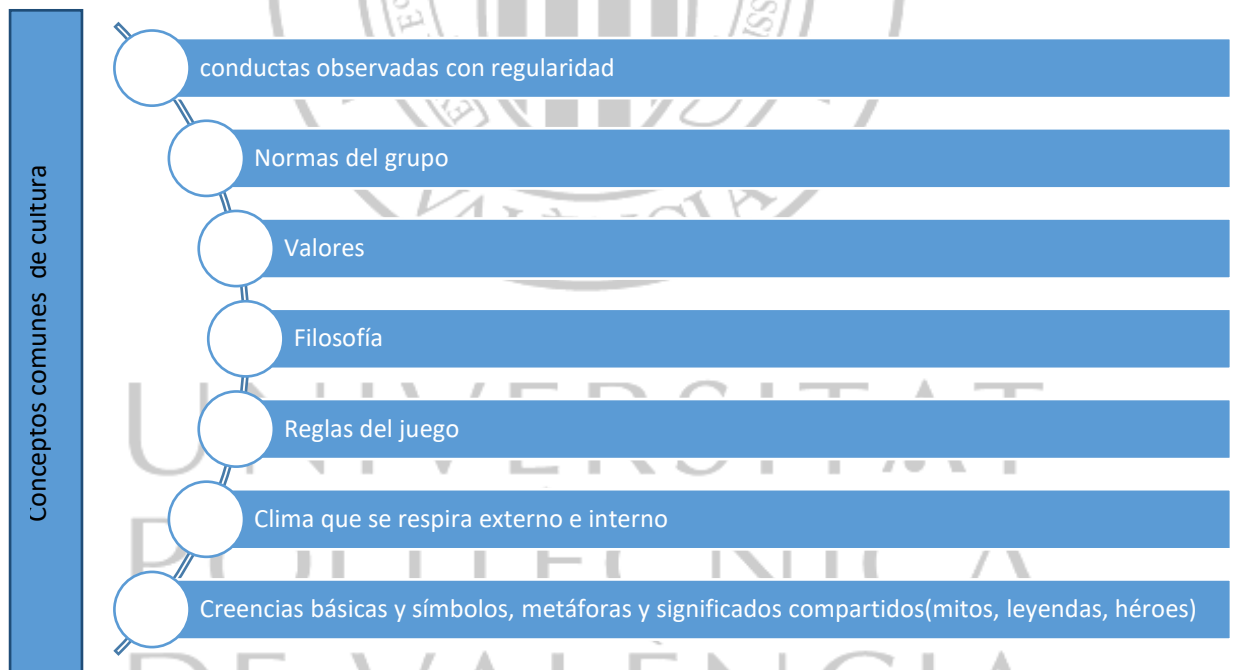 Conceptos comunes de cultura
conductas observadas con regularidad
Normas del grupo
Valores
Filosofía
Reglas del juego
Clima que se respira externo e interno
Creencias básicas y símbolos, metáforas y significados compartidos(mitos, leyendas, héroes)
UNIVERSITAT
POLITÈCNICA
DE VALÈNCIA